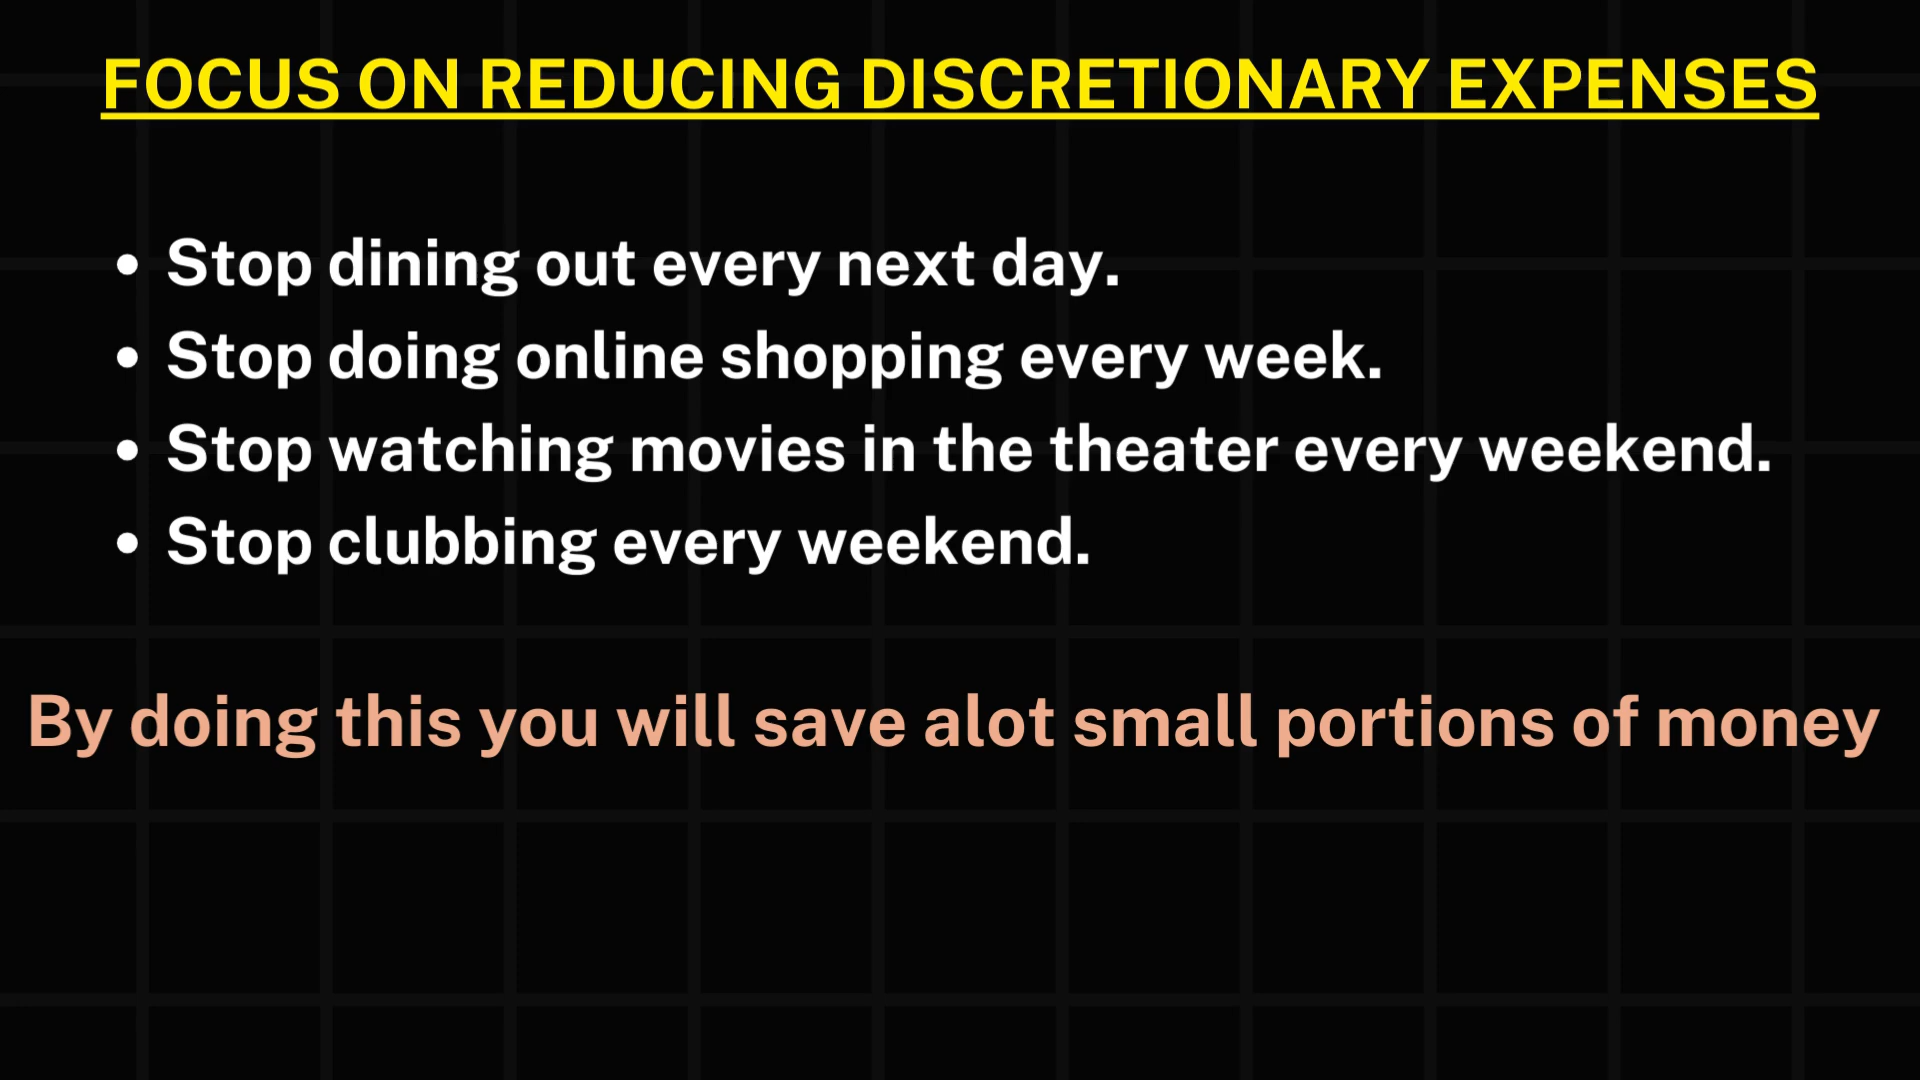 FOCUS ON REDUCING DISCRETIONARY EXPENSES
• Stop dining out every next day.
• Stop doing online shopping every week.
• Stop watching movies in the theater every weekend.
• Stop clubbing every weekend.
By doing this you will save alot small portions of money